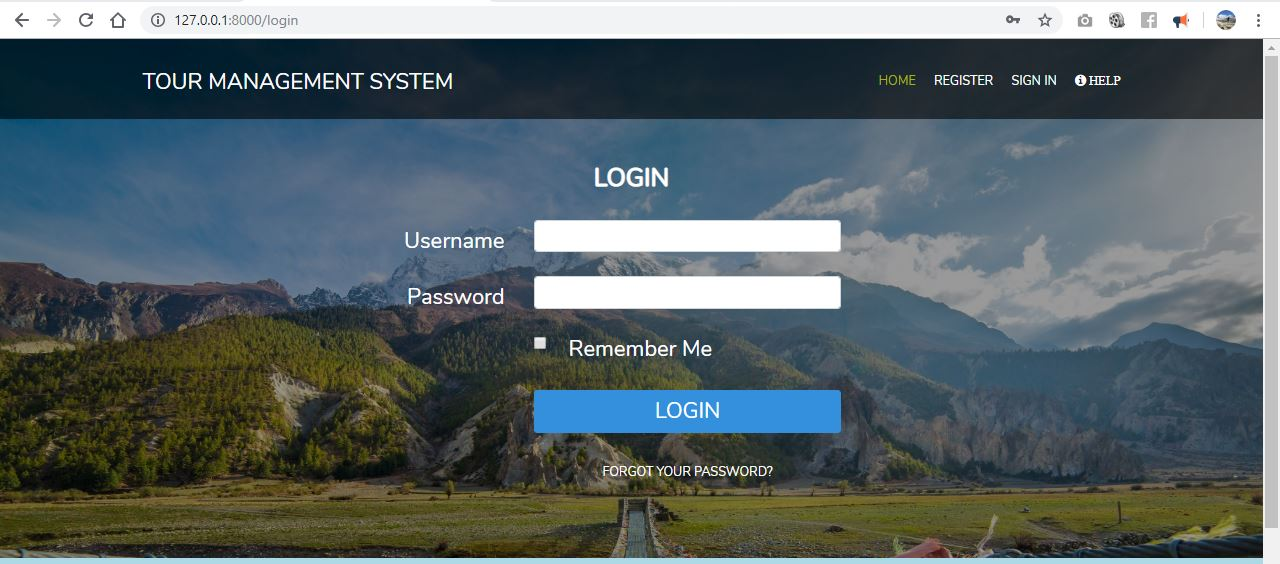 127.0.0.1:8000/login
TOUR MANAGEMENT SYSTEM
HOME REGISTER SIGN IN HELP
LOGIN
Username
Password
Remember Me
LOGIN
FORGOT YOUR PASSWORD?